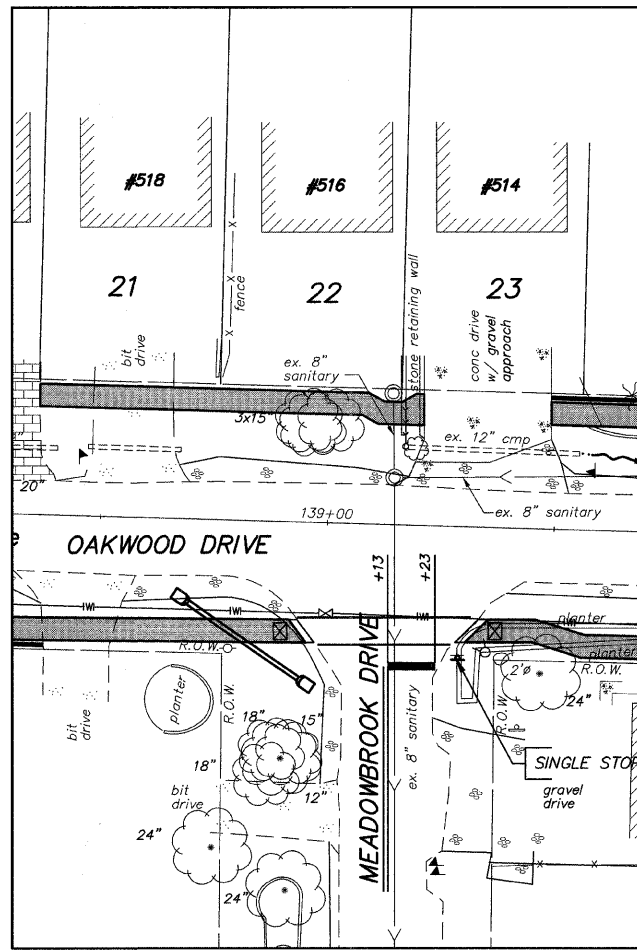 #518
#516
#514
21
22
23
fence
stone retaining wall
conc drive
w/ gravel
approach
bit
drive
ex. 8"
sanitary
3x15"
ex. 12" cmp
20"
ex. 8" sanitary
139+00
OAKWOOD DRIVE
+13
+23
W
W
W
W
planter
planter
R.O.W.
R.O.W.
2'ø
24"
R.O.W.
R.O.W.
planter
bit
drive
MEADOWBROOK DRIVE
ex. 8" sanitary
18"
15"
18"
12"
SINGLE STO
gravel
drive
bit
drive
24"
24"